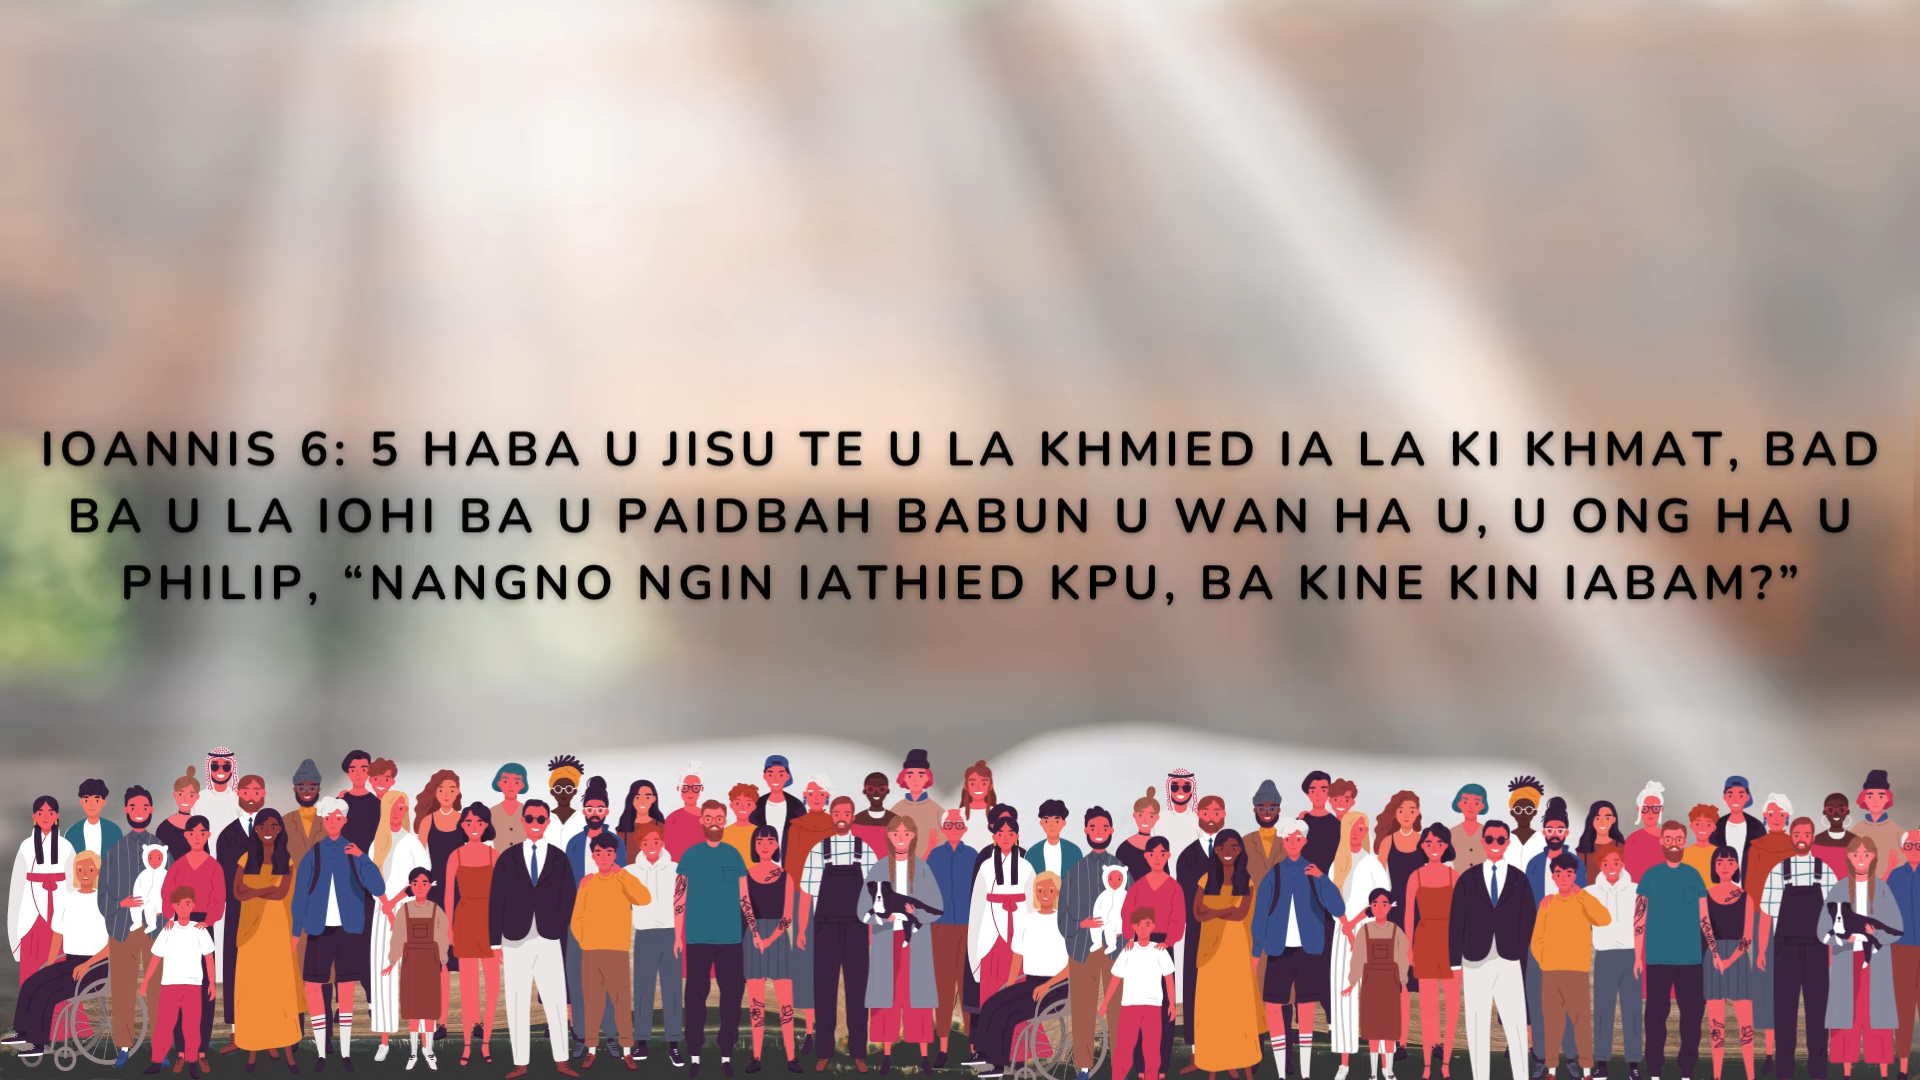 IOANNIS 6: 5 HABA U JISU TE U LA KHMIED IA LA KI KHMAT, BAD
BA U LA IOHI BA U PAIDBAH BABUN U WAN HA U, U ONG HA U
PHILIP, “NANGNO NGIN IATHIED KPU, BA KINE KIN IABAM?”